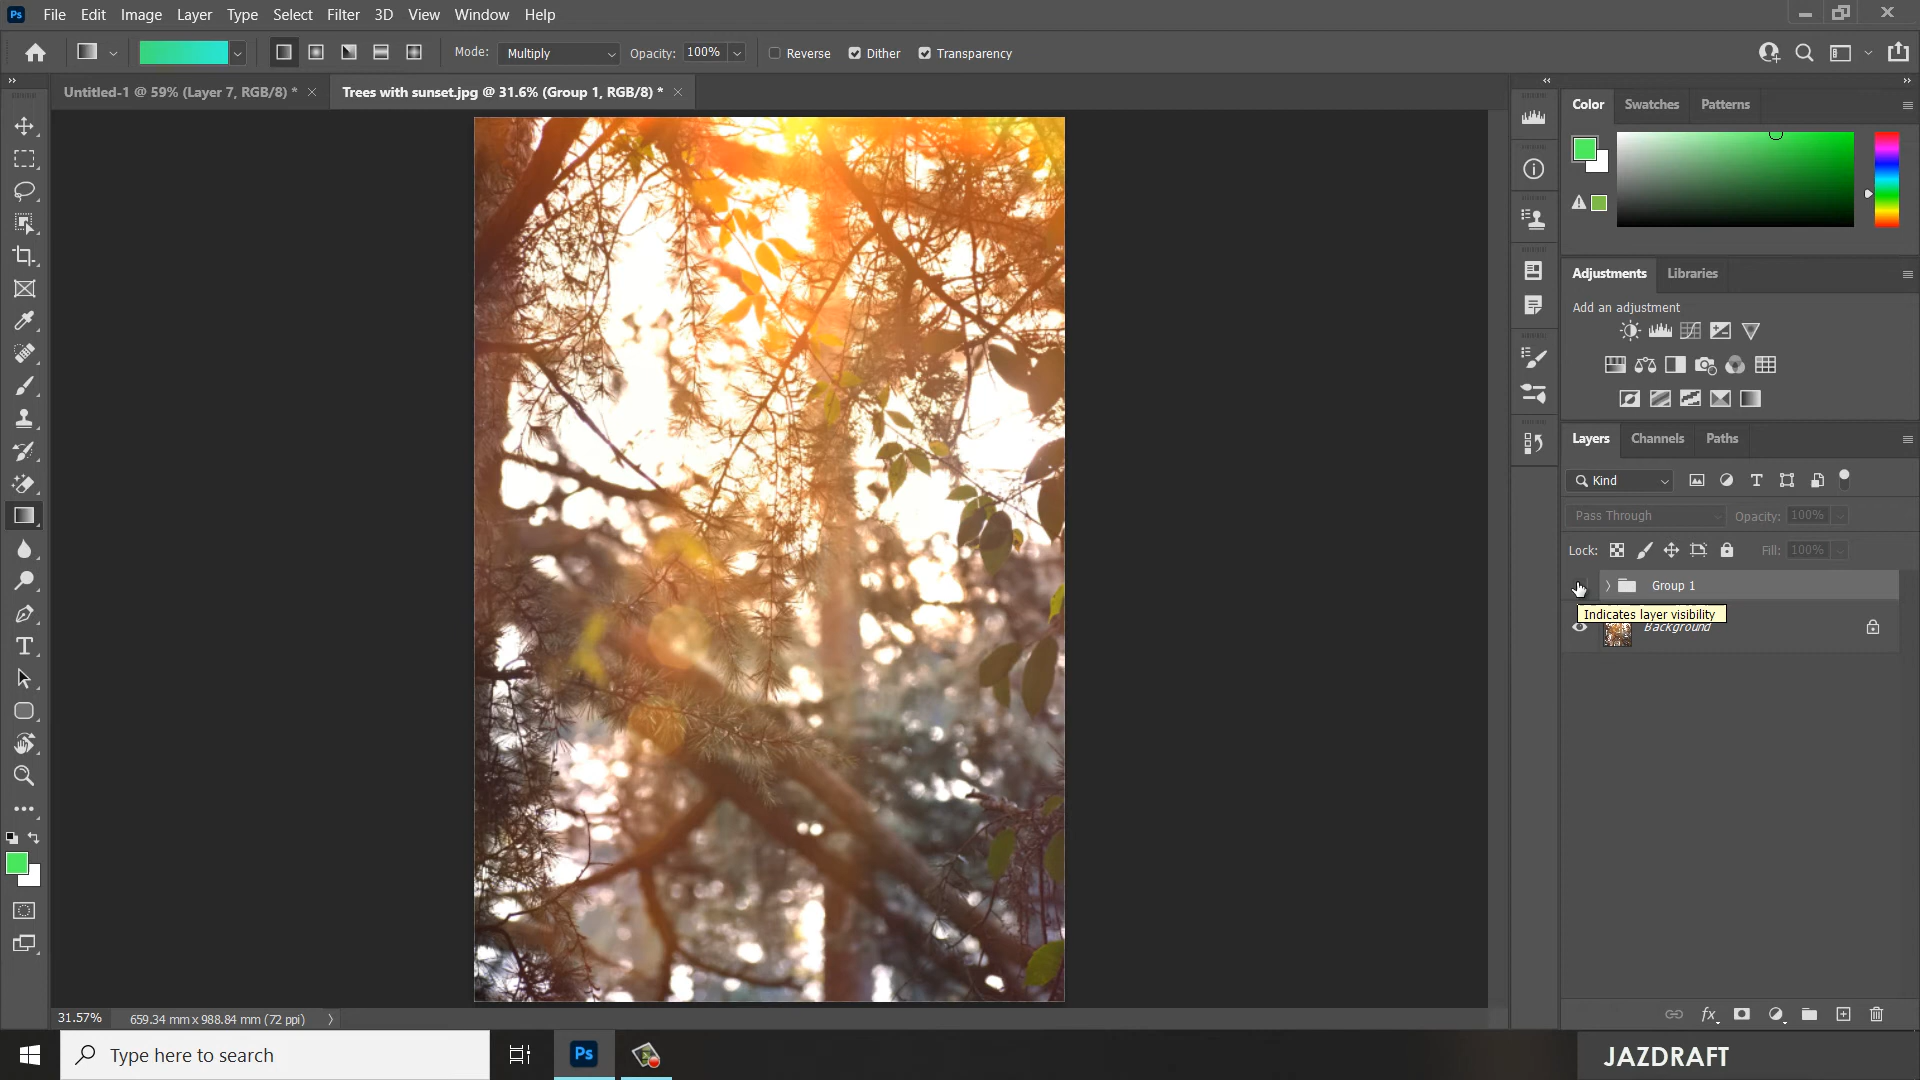 Ps File Edit Image Layer Type Select Filter 3D View Window Help
Mode: Multiply Opacity: 100% Reverse Dither Transparency
Untitled-1 @ 59% (Layer 7, RGB/8) * Trees with sunset.jpg @ 31.6% (Group 1, RGB/8) *
Color Swatches Patterns
Adjustments Libraries
Add an adjustment
Layers Channels Paths
Kind
Pass Through Opacity: 100%
Lock: Fill: 100%
Group 1
Indicates layer visibility
Background
31.57% 659.34 mm x 988.84 mm (72 ppi)
Type here to search Ps
JAZDRAFT